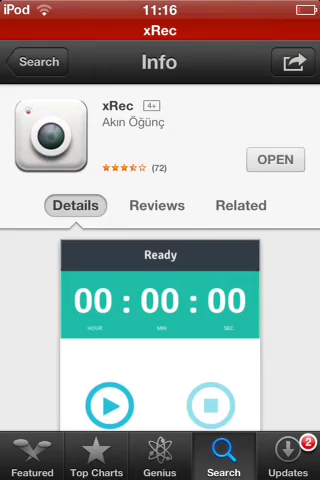 iPod 11:16
xRec
Search Info
xRec 4+
Akın Öğünç
(72)
OPEN
Details Reviews Related
Ready
00 : 00 : 00
HOUR MIN SEC
2
Featured Top Charts Genius Search Updates